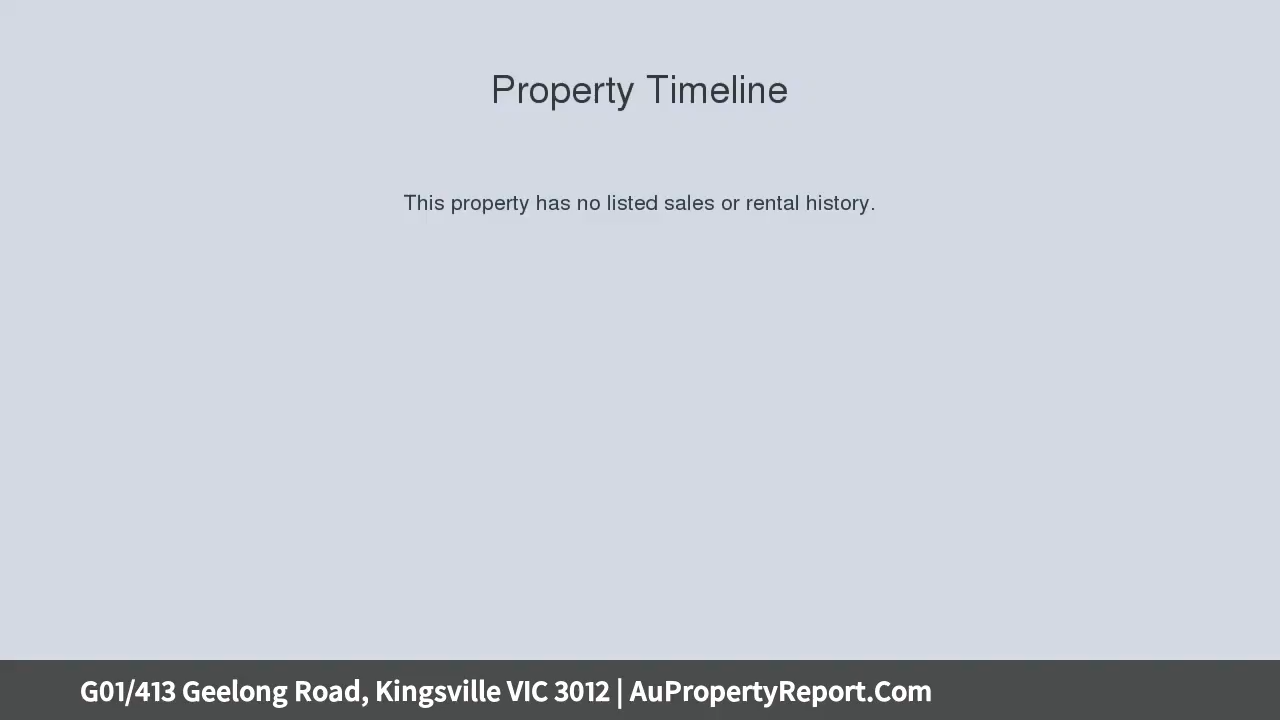 Property Timeline
This property has no listed sales or rental history.
G01/413 Geelong Road, Kingsville VIC 3012 | AuPropertyReport.Com